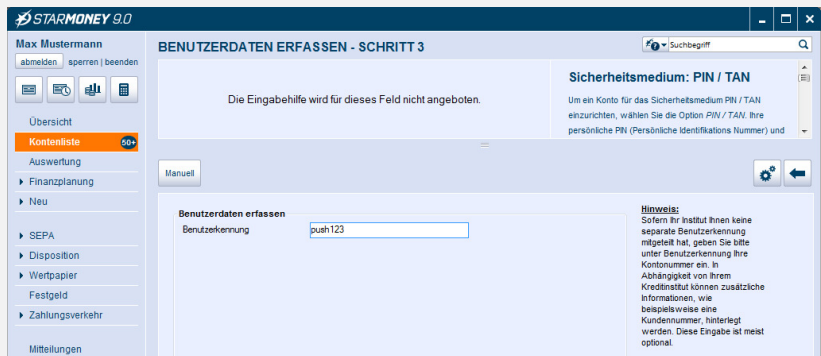 STARMONEY 9.0
Max Mustermann
abmelden sperren | beenden
Übersicht
Kontenliste 50+
Auswertung
Finanzplanung
Neu
SEPA
Disposition
Wertpapier
Festgeld
Zahlungsverkehr
Mitteilungen
BENUTZERDATEN ERFASSEN - SCHRITT 3
Suchbegriff
Die Eingabehilfe wird für dieses Feld nicht angeboten.
Sicherheitsmedium: PIN / TAN
Um ein Konto für das Sicherheitsmedium PIN / TAN
einzurichten, wählen Sie die Option PIN / TAN. Ihre
persönliche PIN (Persönliche Identifikations Nummer) und
Manuell
Benutzerdaten erfassen
Benutzerkennung push123
Hinweis:
Sofern Ihr Institut Ihnen keine
separate Benutzerkennung
mitgeteilt hat, geben Sie bitte
unter Benutzerkennung Ihre
Kontonummer ein. In
Abhängigkeit von Ihrem
Kreditinstitut können zusätzliche
Informationen, wie
beispielsweise eine
Kundennummer, hinterlegt
werden. Diese Eingabe ist meist
optional.